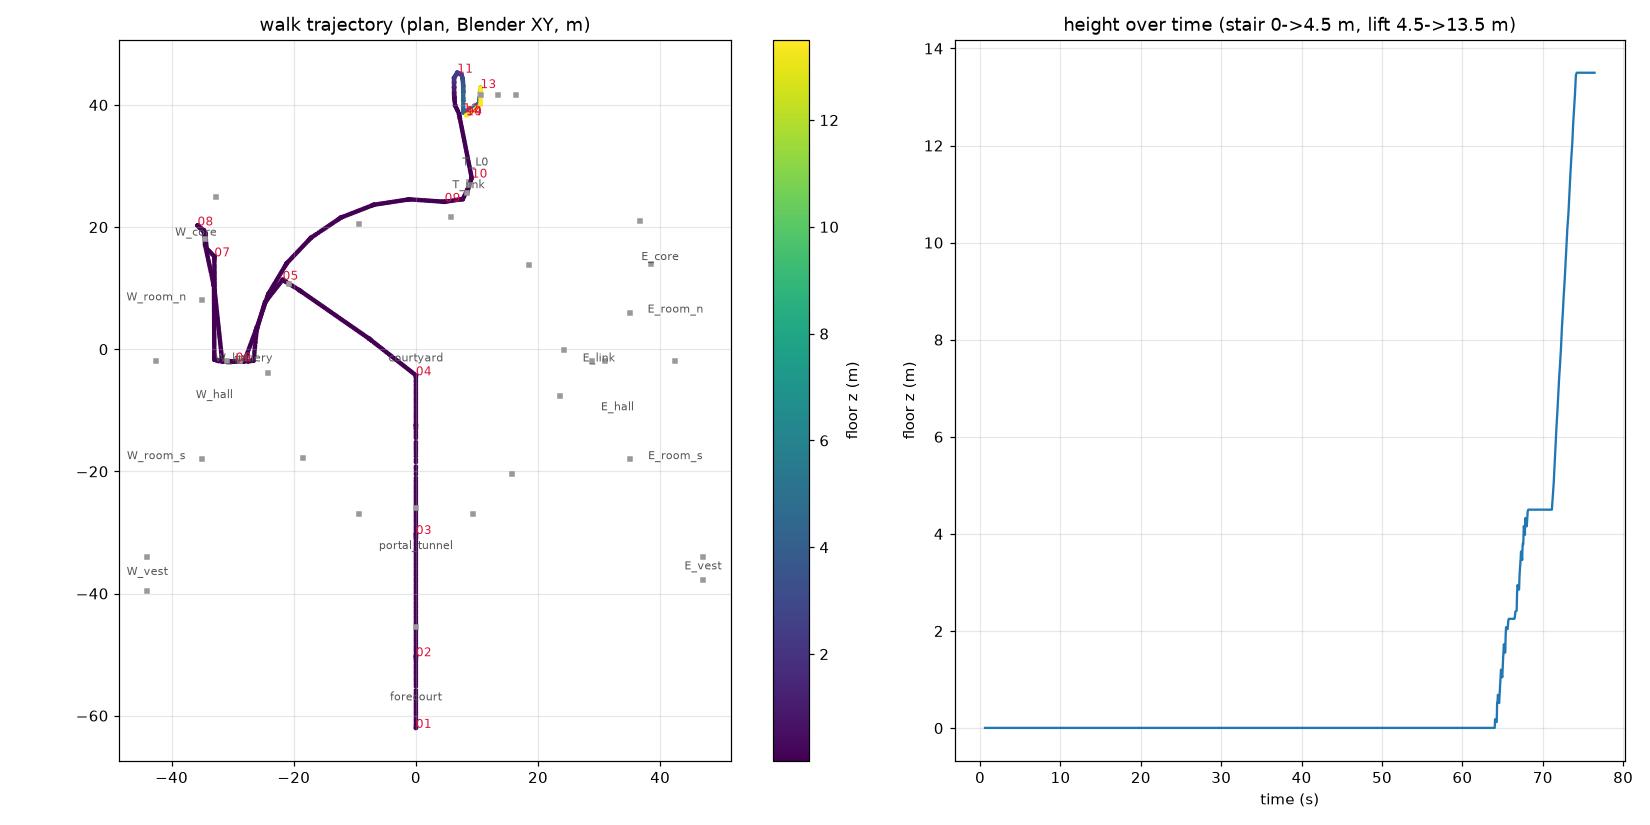 walk trajectory (plan, Blender XY, m)
40
20
0
−20
−40
−60
−40
−20
0
20
40
11
13
10
09
T_link
08
W_core
07
05
W_room_n
courtyard
04
W_hall
W_room_s
03
portal_tunnel
W_vest
02
forecourt
01
E_core
E_room_n
E_link
E_hall
E_room_s
E_vest
12
10
8
6
4
2
floor z (m)
height over time (stair 0->4.5 m, lift 4.5->13.5 m)
14
12
10
8
6
4
2
0
floor z (m)
0
10
20
30
40
50
60
70
80
time (s)